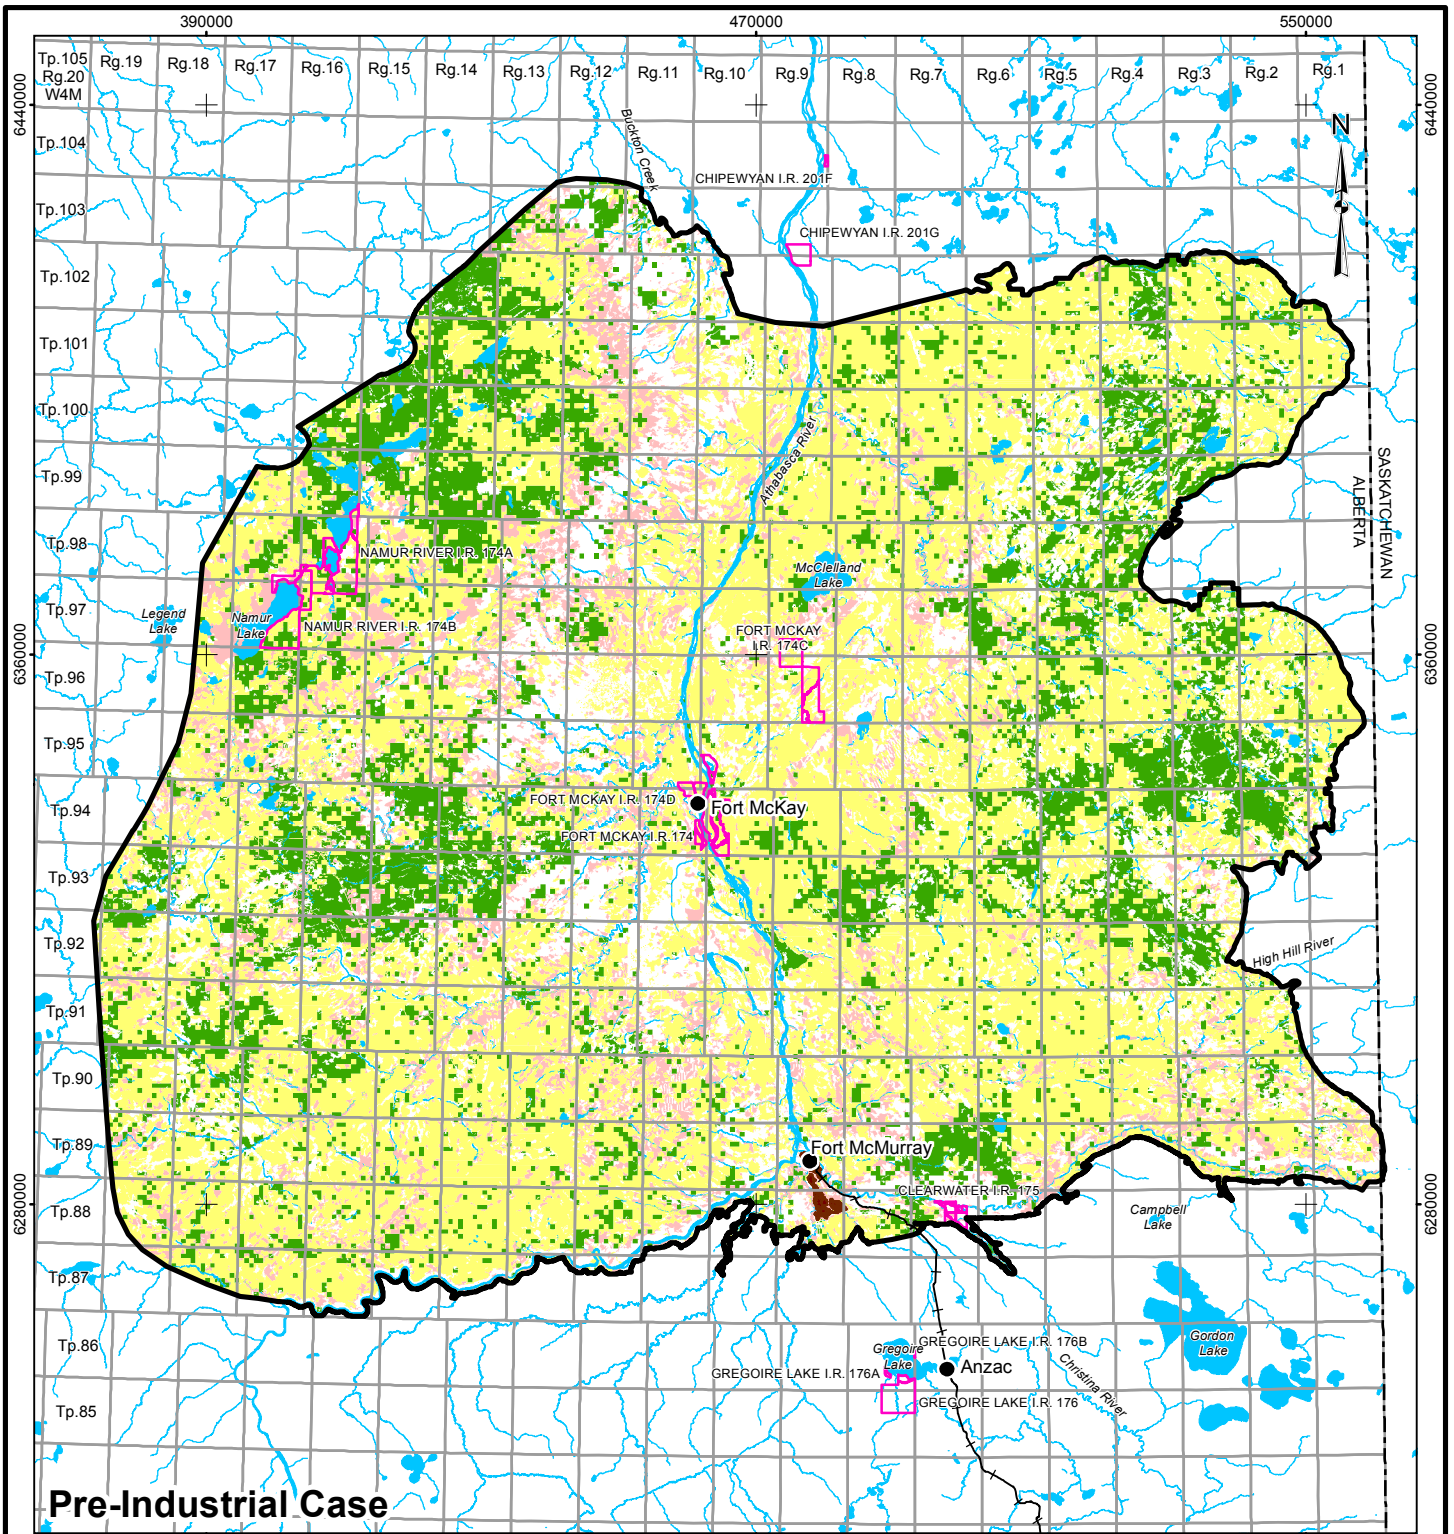 390000
470000
550000
Tp.105
Rg.20
W4M
Rg.19
Rg.18
Rg.17
Rg.16
Rg.15
Rg.14
Rg.13
Rg.12
Rg.11
Rg.10
Rg.9
Rg.8
Rg.7
Rg.6
Rg.5
Rg.4
Rg.3
Rg.2
Rg.1
6440000
6440000
N
Tp.104
Buckton Creek
CHIPEWYAN I.R. 201F
Tp.103
CHIPEWYAN I.R. 201G
Tp.102
Tp.101
Tp.100
Athabasca River
Tp.99
SASKATCHEWAN
ALBERTA
Tp.98
NAMUR RIVER I.R. 174A
McClelland
Lake
Tp.97
Legend
Lake
Namur
Lake
NAMUR RIVER I.R. 174B
FORT MCKAY
I.R. 174C
6360000
6360000
Tp.96
Tp.95
Tp.94
FORT MCKAY I.R. 174D
Fort McKay
FORT MCKAY I.R.174
Tp.93
Tp.92
High Hill River
Tp.91
Tp.90
Tp.89
Fort McMurray
CLEARWATER I.R. 175
6280000
6280000
Tp.88
Campbell
Lake
Tp.87
Tp.86
GREGOIRE LAKE I.R. 176B
Gregoire
Lake
Gordon
Lake
Anzac
GREGOIRE LAKE I.R. 176A
Christina River
Tp.85
GREGOIRE LAKE I.R. 176
Pre-Industrial Case